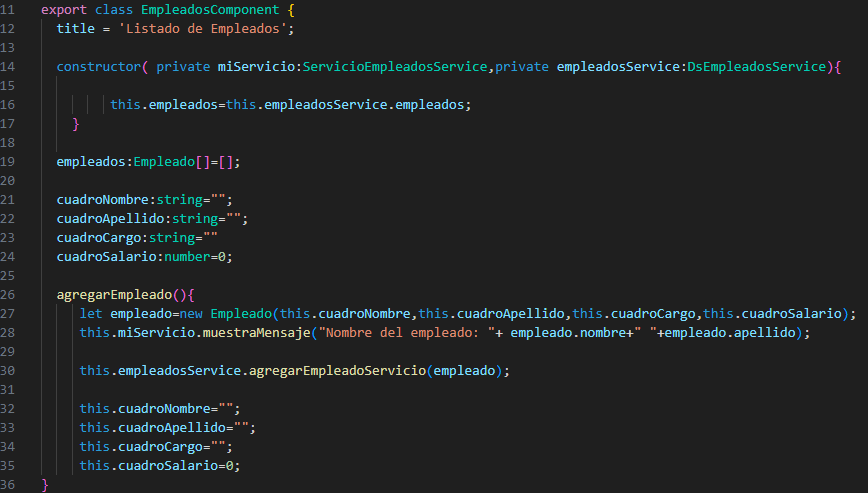 11 export class EmpleadosComponent {
12 title = 'Listado de Empleados';
13
14 constructor( private miServicio:ServicioEmpleadosService,private empleadosService:DsEmpleadosService){
15
16 this.empleados=this.empleadosService.empleados;
17 }
18
19 empleados:Empleado[]=[];
20
21 cuadroNombre:string="";
22 cuadroApellido:string="";
23 cuadroCargo:string=""
24 cuadroSalario:number=0;
25
26 agregarEmpleado(){
27 let empleado=new Empleado(this.cuadroNombre,this.cuadroApellido,this.cuadroCargo,this.cuadroSalario);
28 this.miServicio.muestraMensaje("Nombre del empleado: "+ empleado.nombre+" "+empleado.apellido);
29
30 this.empleadosService.agregarEmpleadoServicio(empleado);
31
32 this.cuadroNombre="";
33 this.cuadroApellido="";
34 this.cuadroCargo="";
35 this.cuadroSalario=0;
36 }